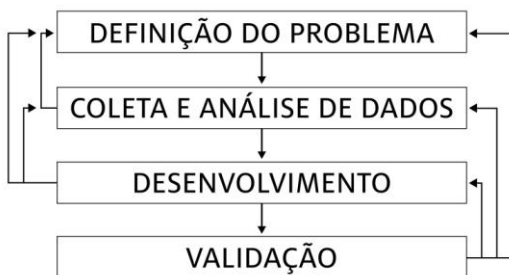 DEFINIÇÃO DO PROBLEMA
COLETA E ANÁLISE DE DADOS
DESENVOLVIMENTO
VALIDAÇÃO